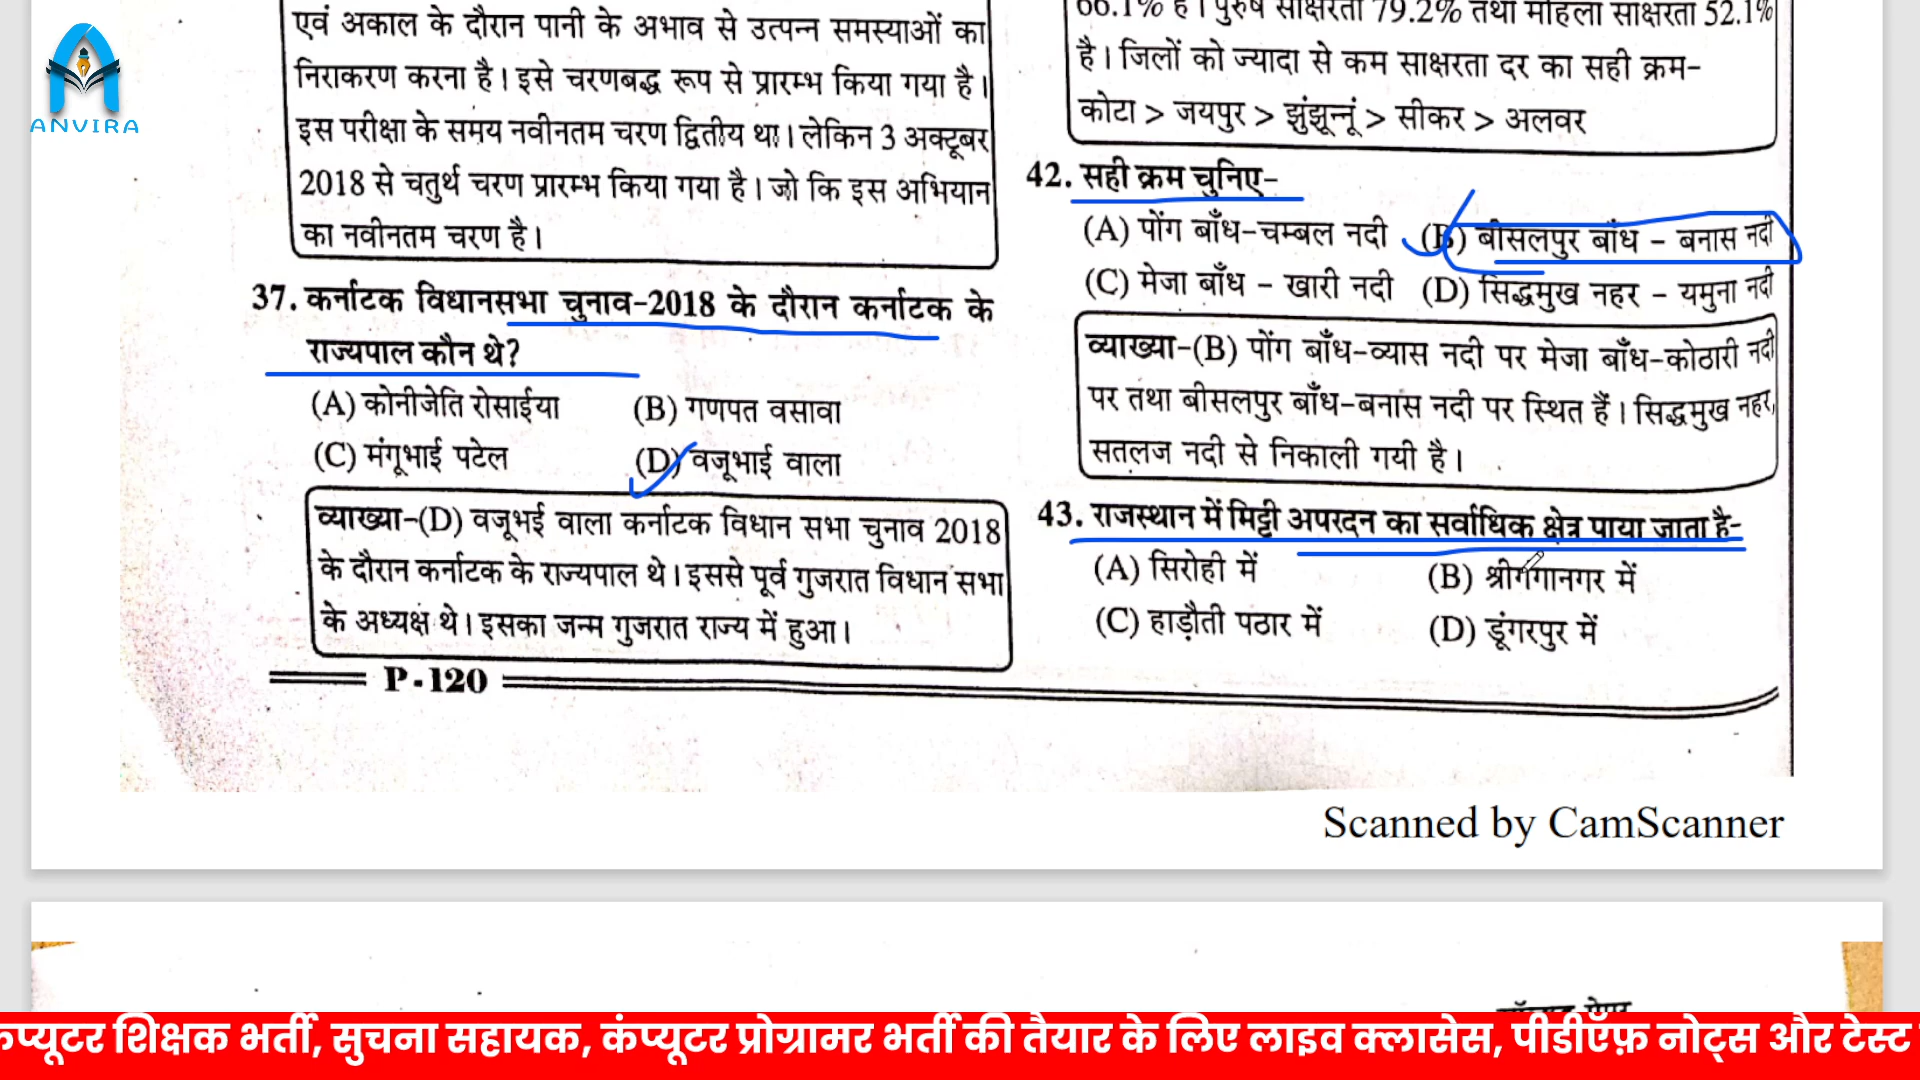 ANVIRA
एवं अकाल के दौरान पानी के अभाव से उत्पन्न समस्याओं का
निराकरण करना है। इसे चरणबद्ध रूप से प्रारम्भ किया गया है।
इस परीक्षा के समय नवीनतम चरण द्वितीय था। लेकिन 3 अक्टूबर
2018 से चतुर्थ चरण प्रारम्भ किया गया है। जो कि इस अभियान
का नवीनतम चरण है।
37. कर्नाटक विधानसभा चुनाव-2018 के दौरान कर्नाटक के
राज्यपाल कौन थे?
(A) कोनीजेति रोसाईया (B) गणपत वसावा
(C) मंगूभाई पटेल (D) वजूभाई वाला
व्याख्या-(D) वजूभई वाला कर्नाटक विधान सभा चुनाव 2018
के दौरान कर्नाटक के राज्यपाल थे। इससे पूर्व गुजरात विधान सभा
के अध्यक्ष थे। इसका जन्म गुजरात राज्य में हुआ।
P-120
66.1% है। पुरुष साक्षरता 79.2% तथा महिला साक्षरता 52.1%
है। जिलों को ज्यादा से कम साक्षरता दर का सही क्रम-
कोटा > जयपुर > झुंझून्नूं > सीकर > अलवर
42. सही क्रम चुनिए-
(A) पोंग बाँध-चम्बल नदी (B) बीसलपुर बांध - बनास नदी
(C) मेजा बाँध - खारी नदी (D) सिद्धमुख नहर - यमुना नदी
व्याख्या-(B) पोंग बाँध-व्यास नदी पर मेजा बाँध-कोठारी नदी
पर तथा बीसलपुर बाँध-बनास नदी पर स्थित हैं। सिद्धमुख नहर,
सतलज नदी से निकाली गयी है।
43. राजस्थान में मिट्टी अपरदन का सर्वाधिक क्षेत्र पाया जाता है-
(A) सिरोही में (B) श्रीगंगानगर में
(C) हाड़ौती पठार में (D) डूंगरपुर में
Scanned by CamScanner
कंप्यूटर शिक्षक भर्ती, सुचना सहायक, कंप्यूटर प्रोग्रामर भर्ती की तैयार के लिए लाइव क्लासेस, पीडीएफ़ नोट्स और टेस्ट